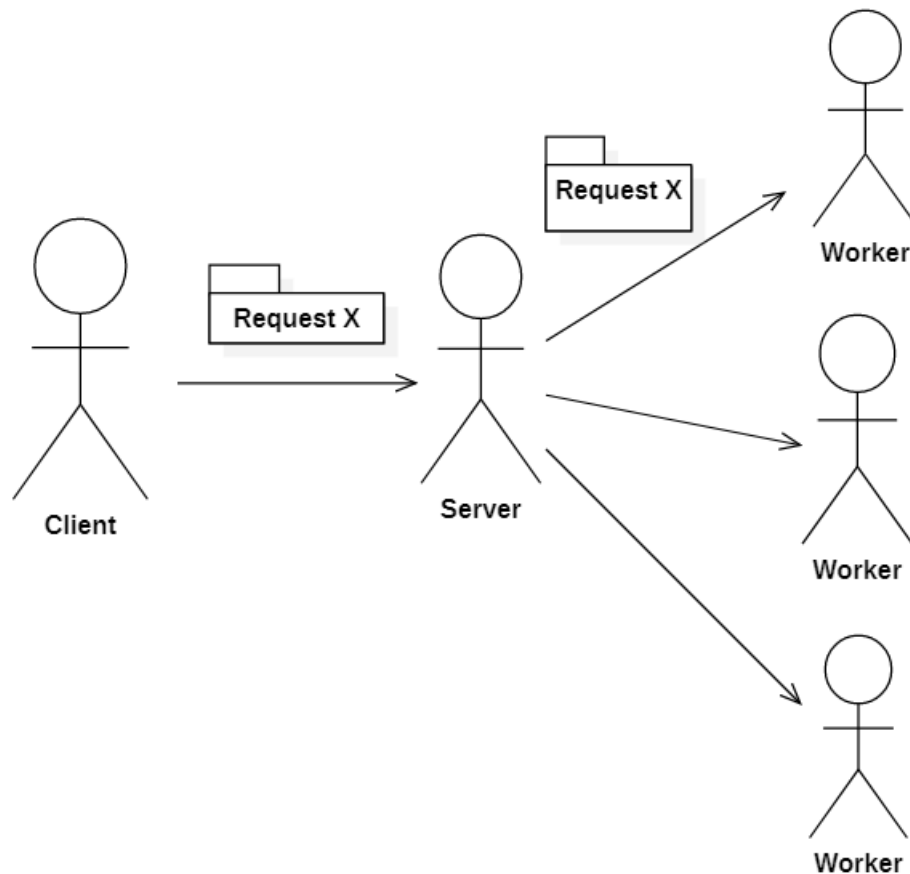 Request X
Worker
Request X
Client
Server
Worker
Worker